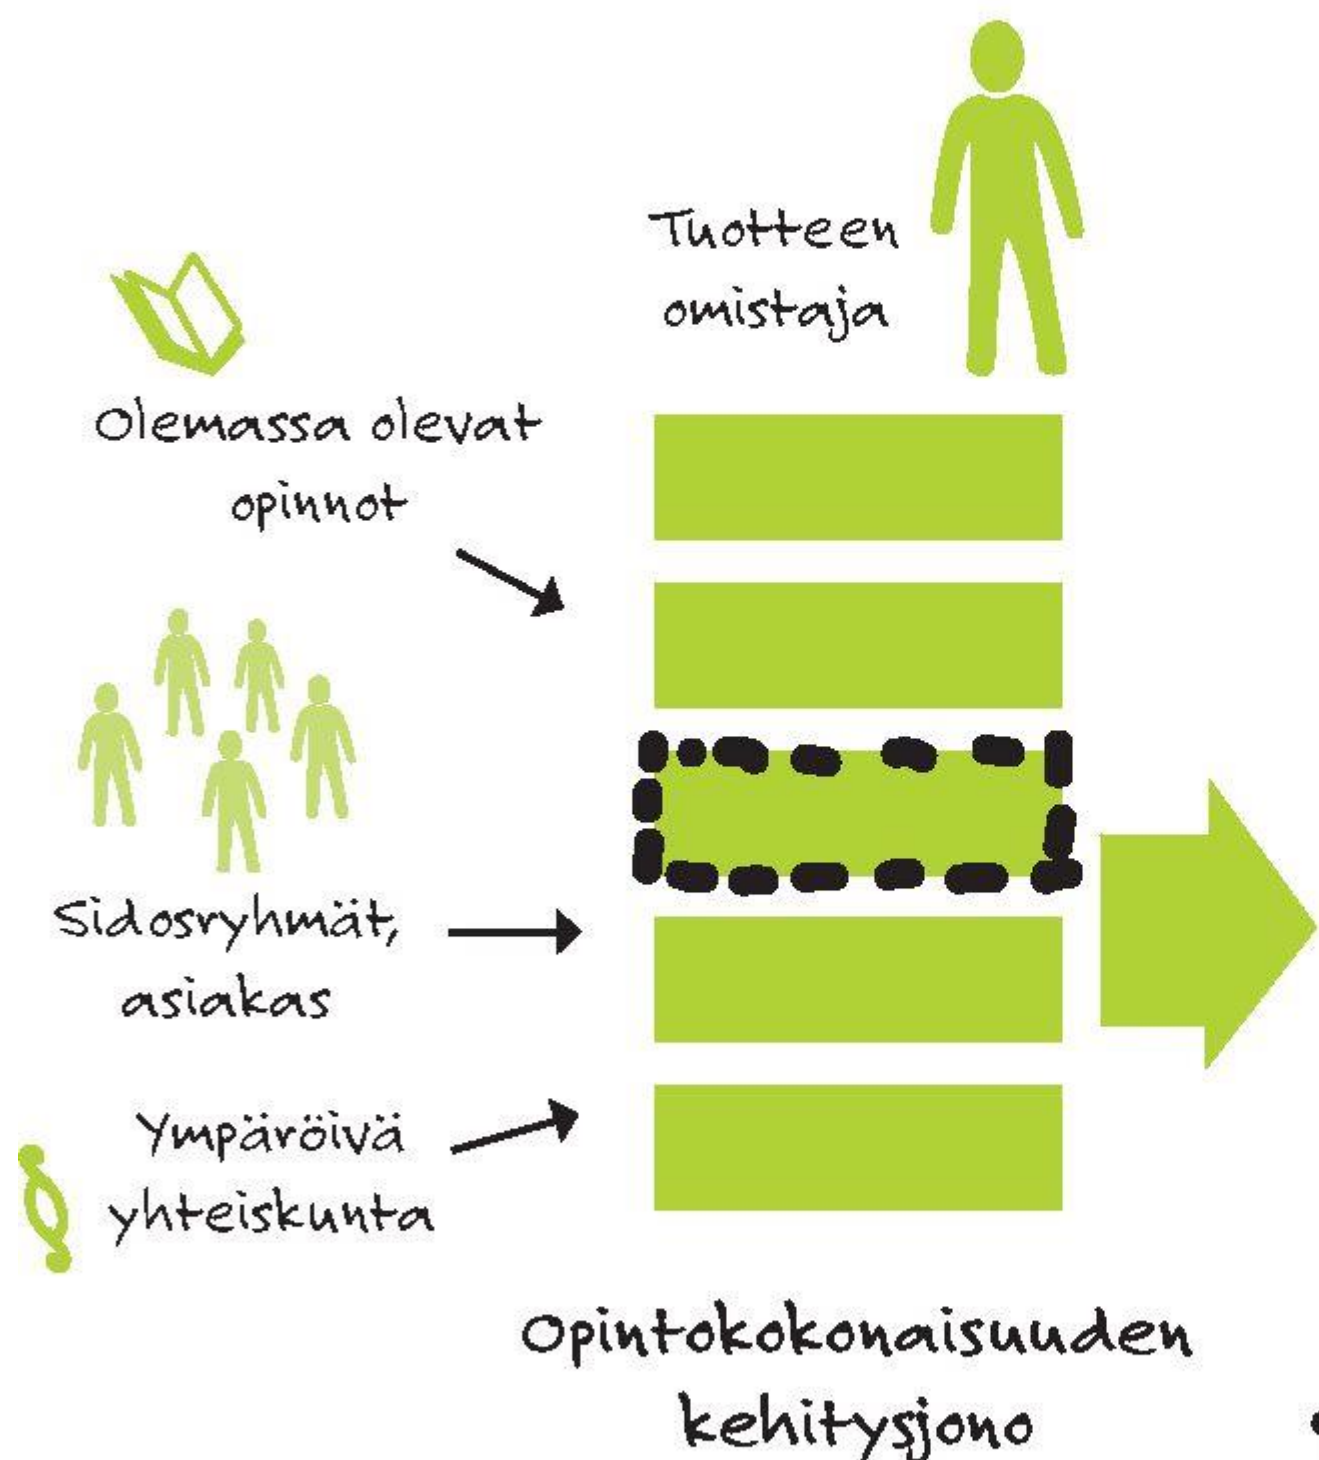 Tuotteen
omistaja
Olemassa olevat
opinnot
Sidosryhmät,
asiakas
Ympäröivä
yhteiskunta
Opintokokonaisuuden
kehitysjono